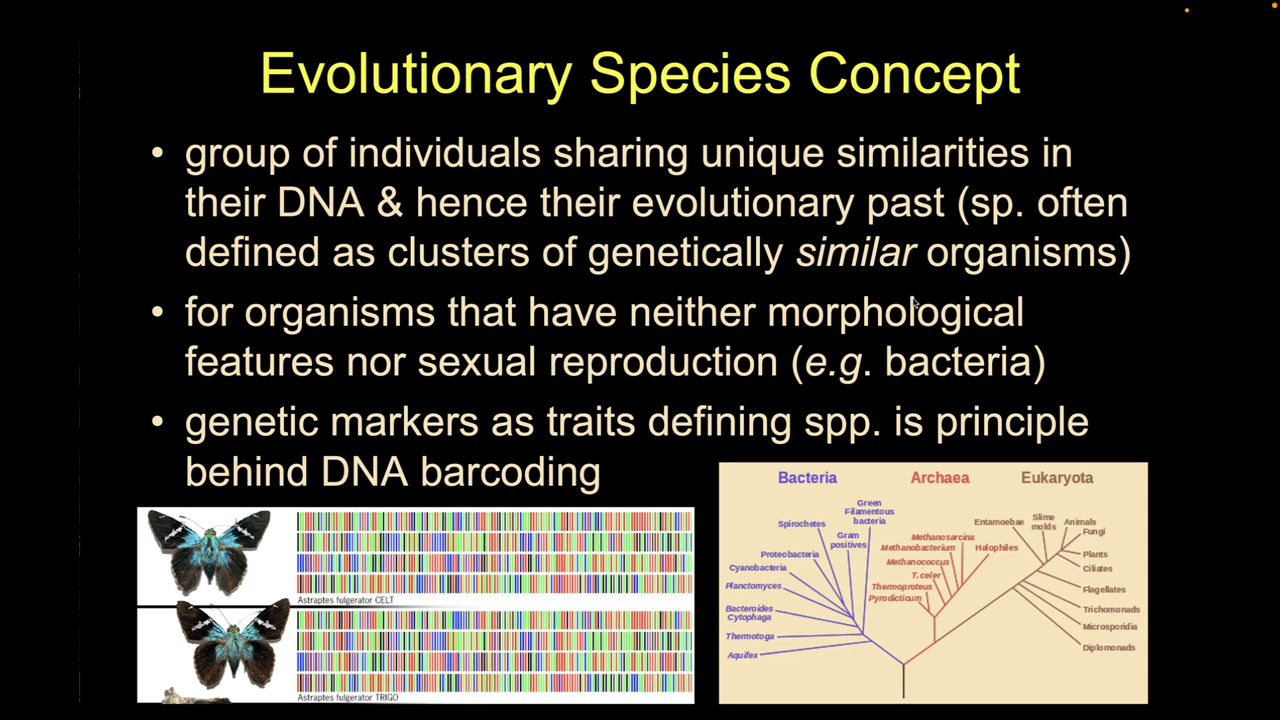 Evolutionary Species Concept
• group of individuals sharing unique similarities in
their DNA & hence their evolutionary past (sp. often
defined as clusters of genetically similar organisms)
• for organisms that have neither morphological
features nor sexual reproduction (e.g. bacteria)
• genetic markers as traits defining spp. is principle
behind DNA barcoding
Astraptes fulgerator CELT
Astraptes fulgerator TRIGO
Bacteria
Archaea
Eukaryota
Green
Filamentous
bacteria
Spirochetes
Gram
positives
Proteobacteria
Cyanobacteria
Planctomyces
Bacteroides
Cytophaga
Thermotoga
Aquifex
Methanosarcina
Methanobacterium
Halophiles
Methanococcus
T. celer
Thermoproteus
Pyrodicticum
Entamoebae
Slime
molds
Animals
Fungi
Plants
Ciliates
Flagellates
Trichomonads
Microsporidia
Diplomonads